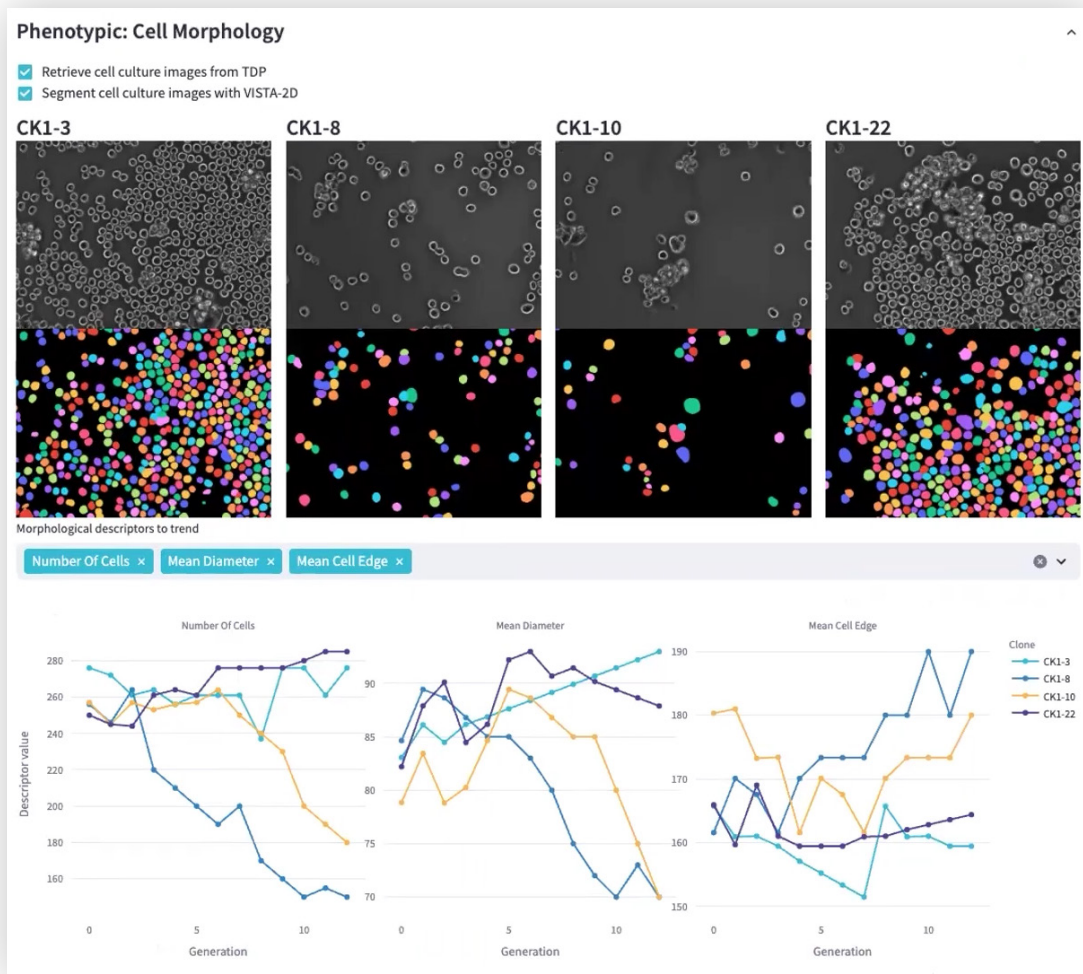 Phenotypic: Cell Morphology
Retrieve cell culture images from TDP
Segment cell culture images with VISTA-2D
CK1-3 CK1-8 CK1-10 CK1-22
Morphological descriptors to trend
Number Of Cells × Mean Diameter × Mean Cell Edge ×
Number Of Cells Mean Diameter Mean Cell Edge
Clone
CK1-3
CK1-8
CK1-10
CK1-22
Descriptor value
280
260
240
220
200
180
160
90
85
80
75
70
190
180
170
160
150
0 5 10 0 5 10 0 5 10
Generation Generation Generation